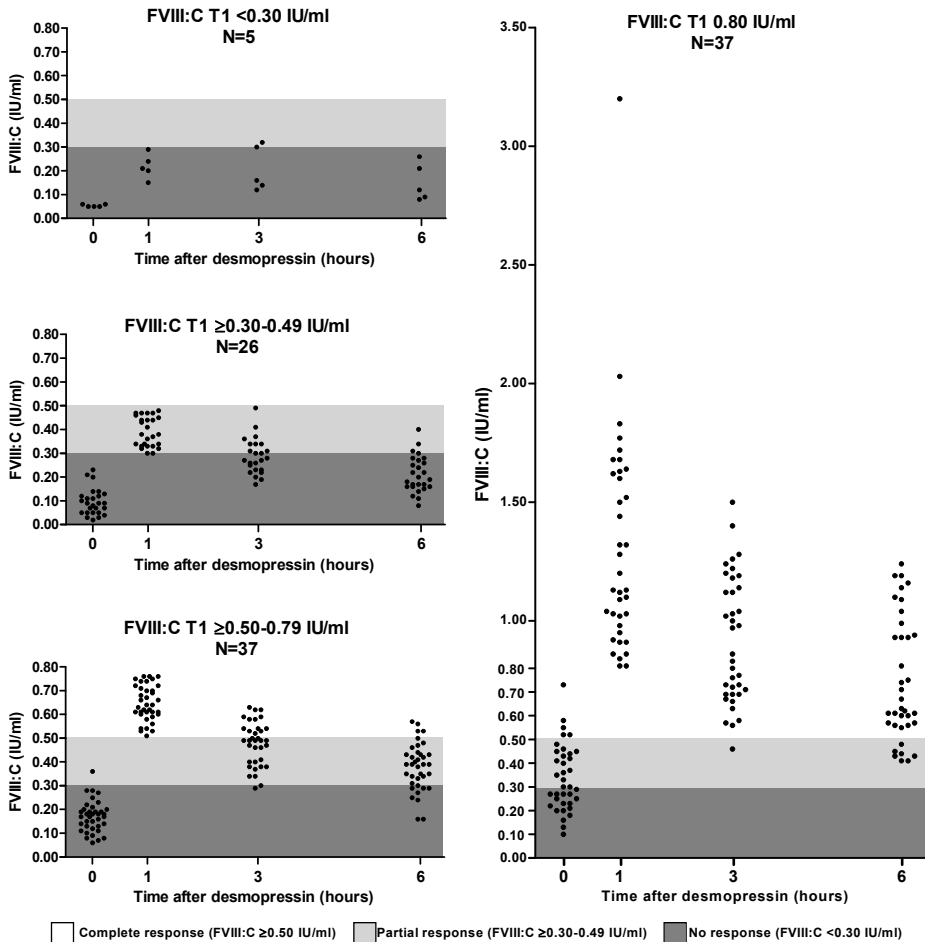 FVIII:C T1 <0.30 IU/ml
N=5
FVIII:C (IU/ml)
0.80
0.70
0.60
0.50
0.40
0.30
0.20
0.10
0.00
0 1 3 6
Time after desmopressin (hours)
FVIII:C T1 ≥0.30-0.49 IU/ml
N=26
FVIII:C (IU/ml)
0.80
0.70
0.60
0.50
0.40
0.30
0.20
0.10
0.00
0 1 3 6
Time after desmopressin (hours)
FVIII:C T1 ≥0.50-0.79 IU/ml
N=37
FVIII:C (IU/ml)
0.80
0.70
0.60
0.50
0.40
0.30
0.20
0.10
0.00
0 1 3 6
Time after desmopressin (hours)
FVIII:C T1 0.80 IU/ml
N=37
FVIII:C (IU/ml)
3.50
3.00
2.50
2.00
1.50
1.00
0.80
0.70
0.60
0.50
0.40
0.30
0.20
0.10
0.00
0 1 3 6
Time after desmopressin (hours)
Complete response (FVIII:C ≥0.50 IU/ml) Partial response (FVIII:C ≥0.30-0.49 IU/ml) No response (FVIII:C <0.30 IU/ml)